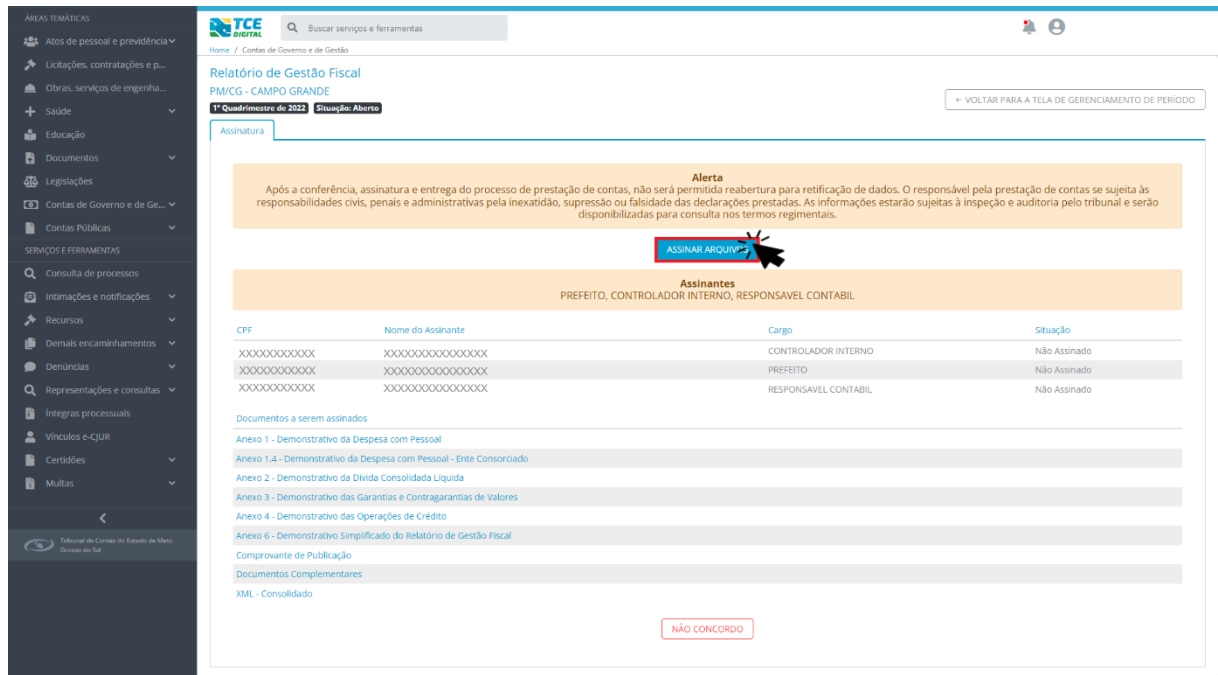 ÁREAS TEMÁTICAS
Atos de pessoal e previdência
Licitações, contratações e p...
Obras, serviços de engenha...
Saúde
Educação
Documentos
Legislações
Contas de Governo e de Ge...
Contas Públicas
SERVIÇOS E FERRAMENTAS
Consulta de processos
Intimações e notificações
Recursos
Demais encaminhamentos
Denúncias
Representações e consultas
Íntegras processuais
Vínculos e-CJUR
Certidões
Multas
Tribunal de Contas do Estado de Mato
Grosso do Sul
TCE
DIGITAL
Buscar serviços e ferramentas
Home / Contas de Governo e de Gestão
Relatório de Gestão Fiscal
PM/CG - CAMPO GRANDE
1º Quadrimestre de 2022 Situação: Aberto
← VOLTAR PARA A TELA DE GERENCIAMENTO DE PERÍODO
Assinatura
Alerta
Após a conferência, assinatura e entrega do processo de prestação de contas, não será permitida reabertura para retificação de dados. O responsável pela prestação de contas se sujeita às
responsabilidades civis, penais e administrativas pela inexatidão, supressão ou falsidade das declarações prestadas. As informações estarão sujeitas à inspeção e auditoria pelo tribunal e serão
disponibilizadas para consulta nos termos regimentais.
ASSINAR ARQUIVOS
Assinantes
PREFEITO, CONTROLADOR INTERNO, RESPONSAVEL CONTABIL
CPF Nome do Assinante Cargo Situação
XXXXXXXXXXX XXXXXXXXXXXXXXX CONTROLADOR INTERNO Não Assinado
XXXXXXXXXXX XXXXXXXXXXXXXXX PREFEITO Não Assinado
XXXXXXXXXXX XXXXXXXXXXXXXXX RESPONSAVEL CONTABIL Não Assinado
Documentos a serem assinados
Anexo 1 - Demonstrativo da Despesa com Pessoal
Anexo 1.4 - Demonstrativo da Despesa com Pessoal - Ente Consorciado
Anexo 2 - Demonstrativo da Dívida Consolidada Líquida
Anexo 3 - Demonstrativo das Garantias e Contragarantias de Valores
Anexo 4 - Demonstrativo das Operações de Crédito
Anexo 6 - Demonstrativo Simplificado do Relatório de Gestão Fiscal
Comprovante de Publicação
Documentos Complementares
XML - Consolidado
NÃO CONCORDO